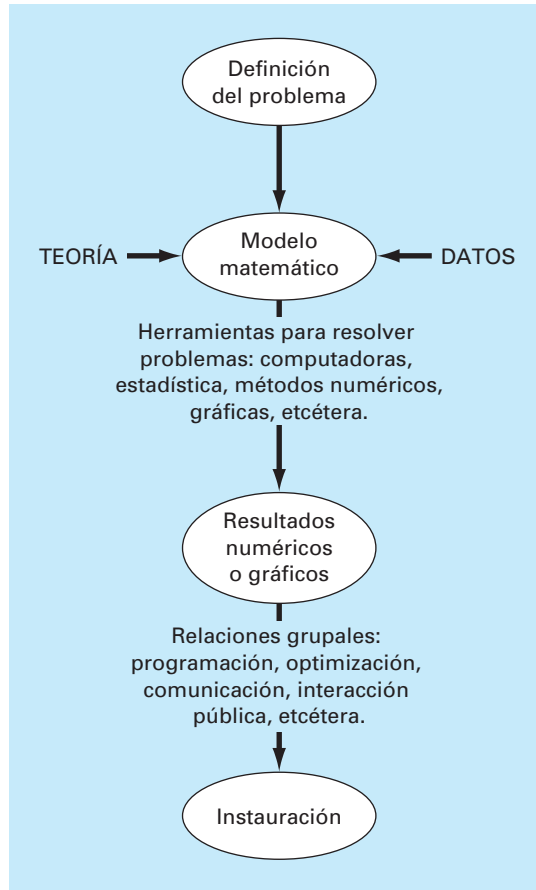 Definición
del problema
Modelo
matemático
TEORÍA
DATOS
Herramientas para resolver
problemas: computadoras,
estadística, métodos numéricos,
gráficas, etcétera.
Resultados
numéricos
o gráficos
Relaciones grupales:
programación, optimización,
comunicación, interacción
pública, etcétera.
Instauración